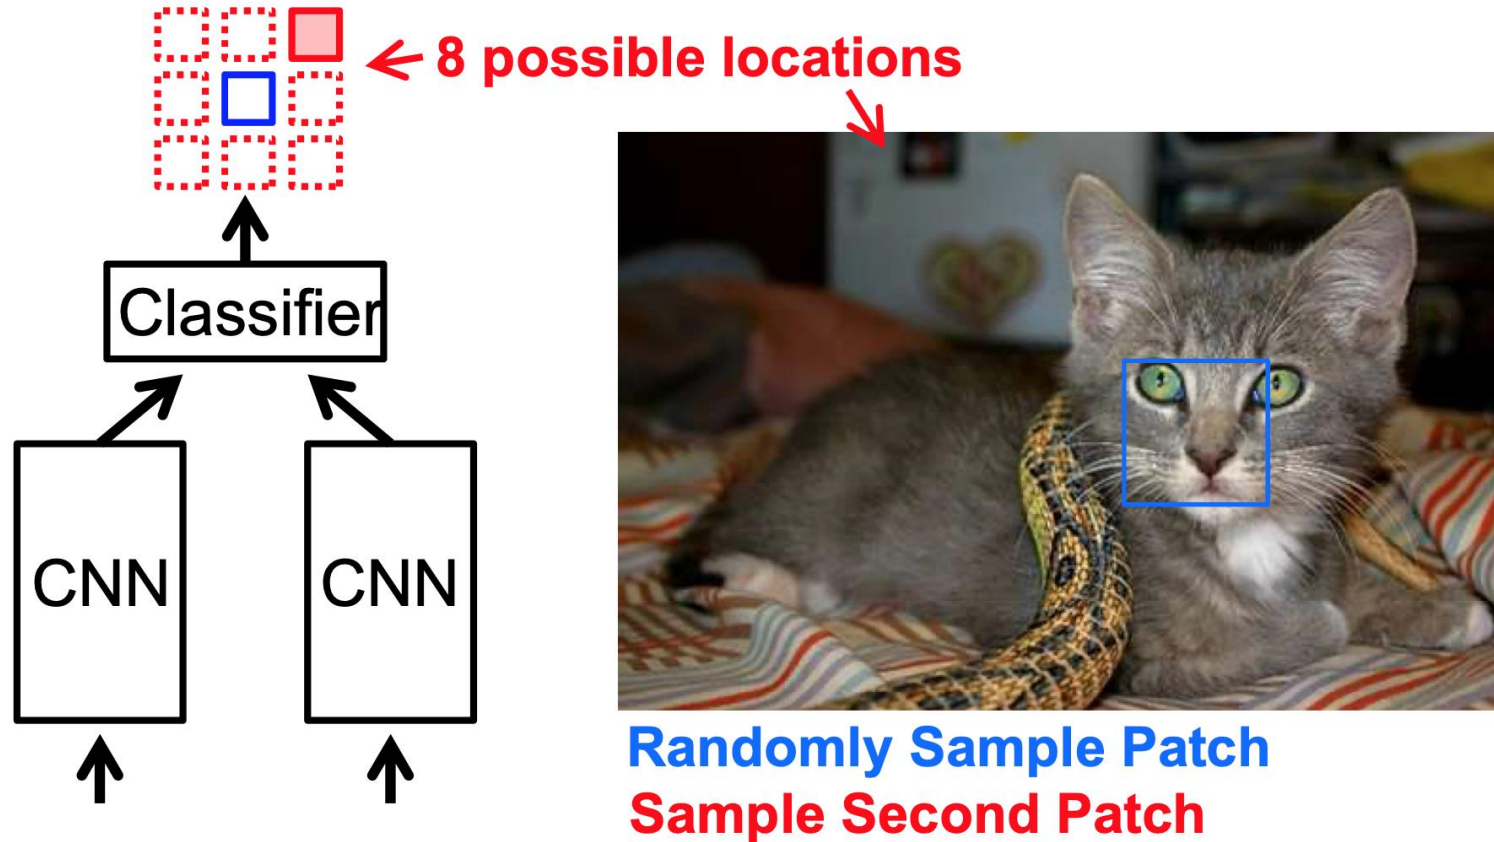 8 possible locations
Classifier
CNN
CNN
Randomly Sample Patch
Sample Second Patch